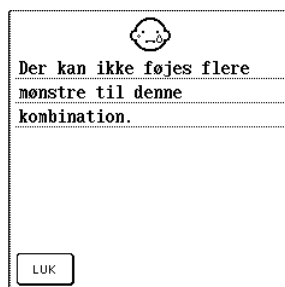 Der kan ikke føjes flere
mønstre til denne
kombination.
LUK